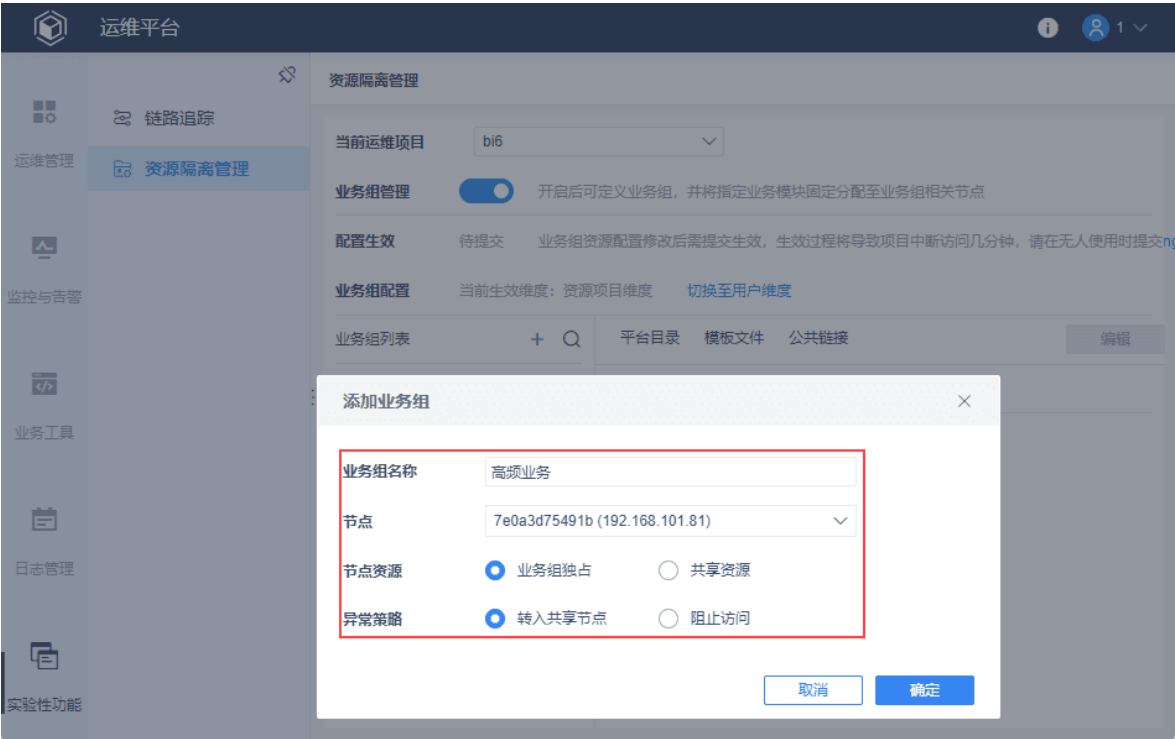 运维平台
1
资源隔离管理
链路追踪
运维管理
资源隔离管理
当前运维项目 bi6
业务组管理 开启后可定义业务组，并将指定业务模块固定分配至业务组相关节点
配置生效 待提交 业务组资源配置修改后需提交生效，生效过程将导致项目中断访问几分钟，请在无人使用时提交ng
监控与告警
业务组配置 当前生效维度：资源项目维度 切换至用户维度
业务组列表 平台目录 模板文件 公共链接 编辑
添加业务组
业务工具
业务组名称 高频业务
节点 7e0a3d75491b (192.168.101.81)
节点资源 业务组独占 共享资源
日志管理
异常策略 转入共享节点 阻止访问
取消 确定
实验性功能